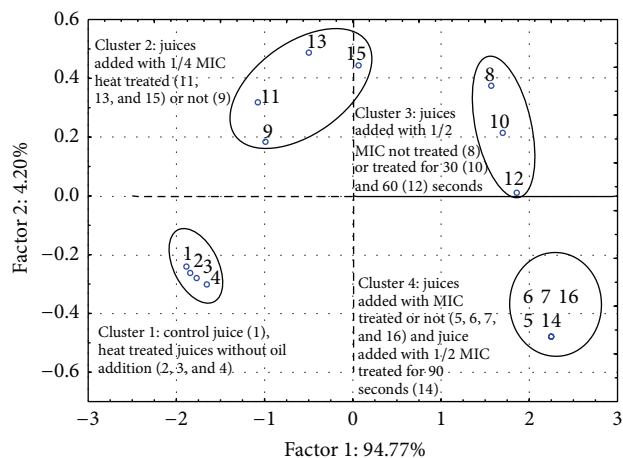 0.6
0.4
0.2
0.0
−0.2
−0.4
−0.6
Factor 2: 4.20%
Cluster 2: juices
added with 1/4 MIC
heat treated (11,
13, and 15) or not (9)
13
15
11
9
8
10
12
Cluster 3: juices
added with 1/2
MIC not treated (8)
or treated for 30 (10)
and 60 (12) seconds
1
2
3
4
Cluster 1: control juice (1),
heat treated juices without oil
addition (2, 3, and 4)
Cluster 4: juices
added with MIC
treated or not (5, 6, 7,
and 16) and juice
added with 1/2 MIC
treated for 90
seconds (14)
6 7 16
5 14
−3 −2 −1 0 1 2 3
Factor 1: 94.77%